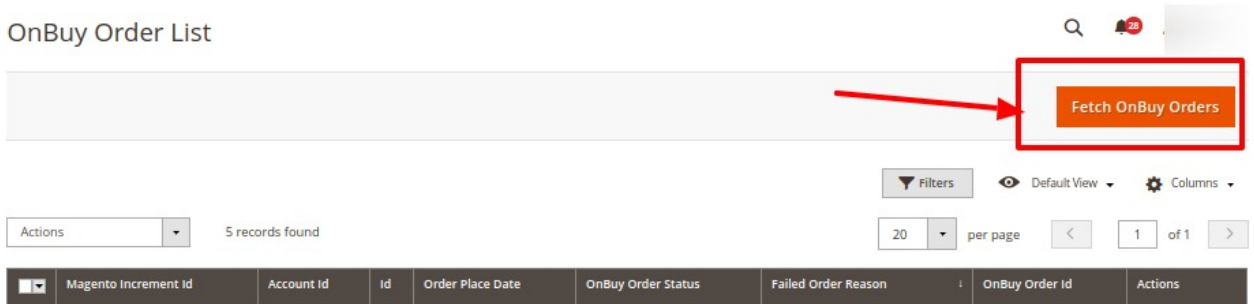 OnBuy Order List
28
Fetch OnBuy Orders
Filters
Default View
Columns
Actions
5 records found
20
per page
1
of 1
Magento Increment Id
Account Id
Id
Order Place Date
OnBuy Order Status
Failed Order Reason
OnBuy Order Id
Actions